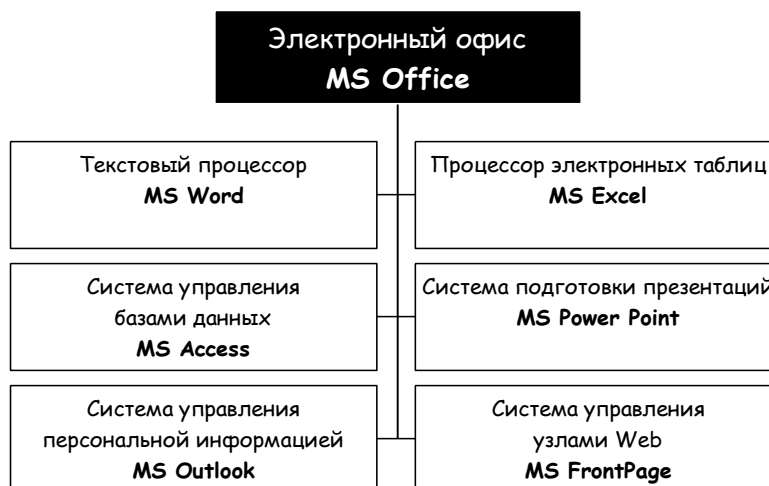 Электронный офис
MS Office
Текстовый процессор
MS Word
Процессор электронных таблиц
MS Excel
Система управления
базами данных
MS Access
Система подготовки презентаций
MS Power Point
Система управления
персональной информацией
MS Outlook
Система управления
узлами Web
MS FrontPage